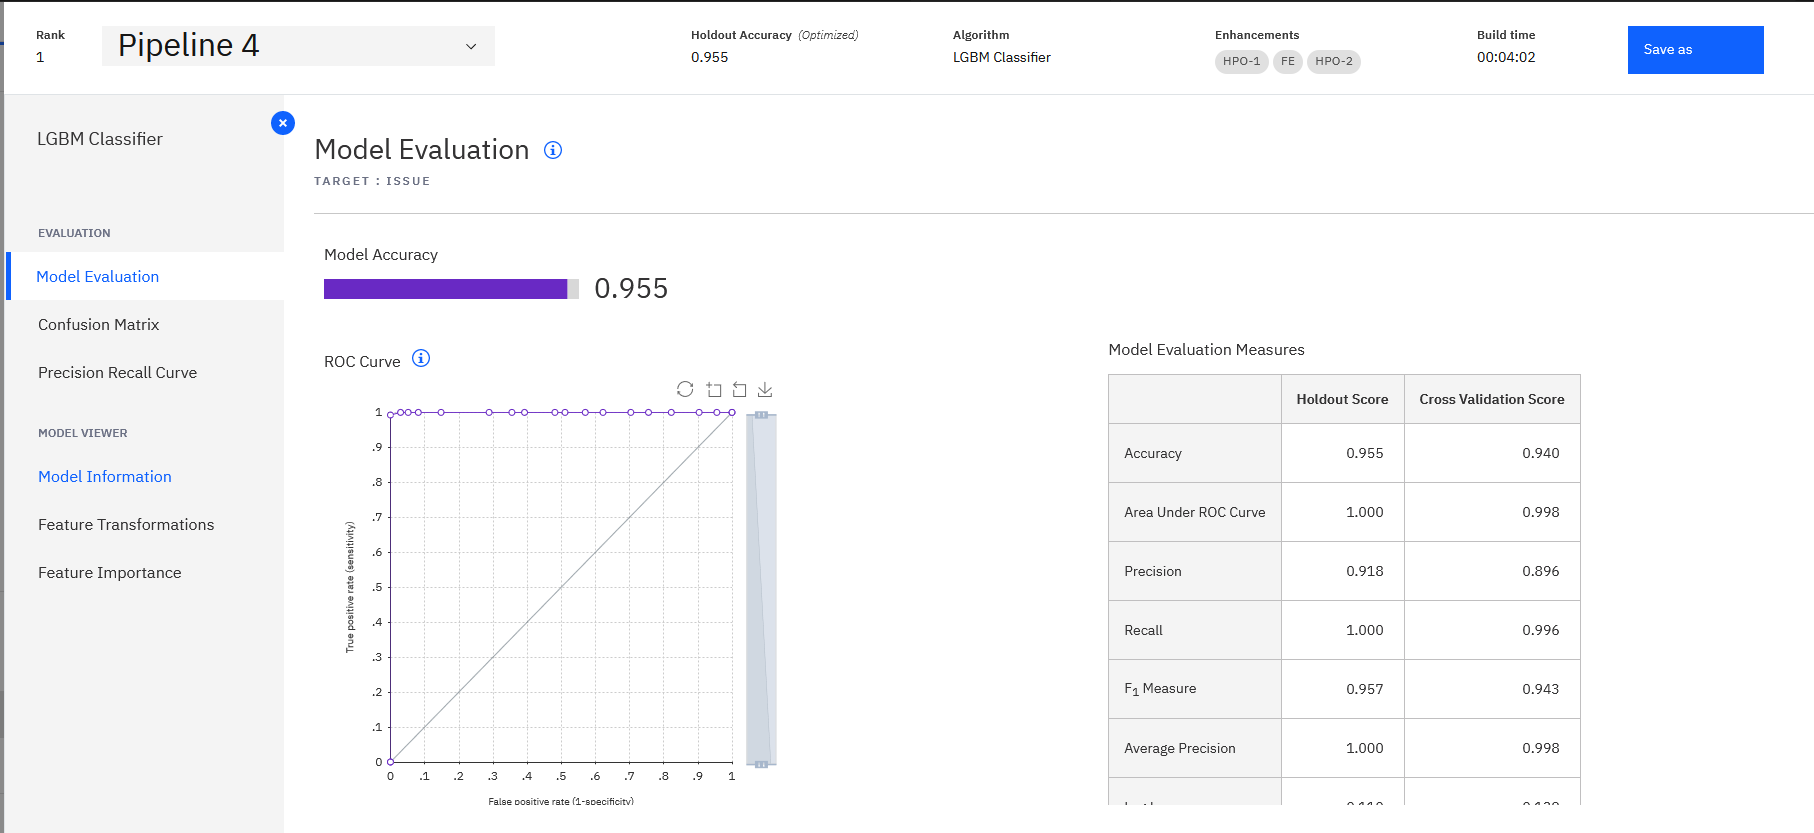 Rank
1
Pipeline 4
Holdout Accuracy (Optimized)
0.955
Algorithm
LGBM Classifier
Enhancements
HPO-1 FE HPO-2
Build time
00:04:02
Save as
LGBM Classifier
EVALUATION
Model Evaluation
Confusion Matrix
Precision Recall Curve
MODEL VIEWER
Model Information
Feature Transformations
Feature Importance
Model Evaluation
TARGET : ISSUE
Model Accuracy
0.955
ROC Curve
True positive rate (sensitivity)
1
.9
.8
.7
.6
.5
.4
.3
.2
.1
0
0 .1 .2 .3 .4 .5 .6 .7 .8 .9 1
False positive rate (1-specificity)
Model Evaluation Measures
Holdout Score Cross Validation Score
Accuracy 0.955 0.940
Area Under ROC Curve 1.000 0.998
Precision 0.918 0.896
Recall 1.000 0.996
F1 Measure 0.957 0.943
Average Precision 1.000 0.998